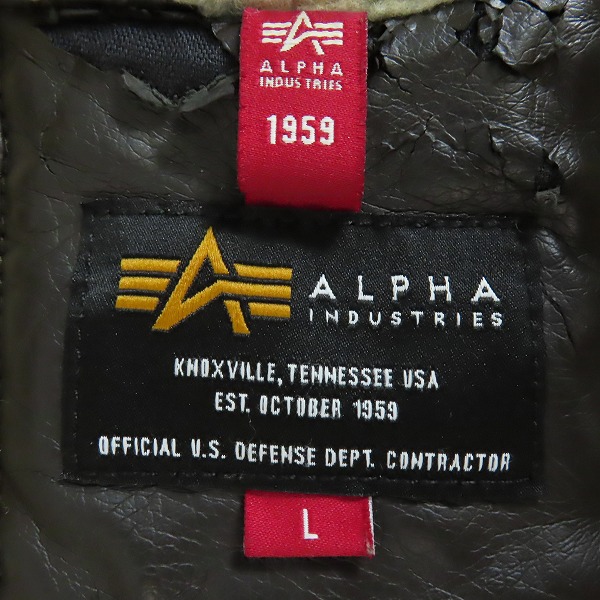 ALPHA
INDUSTRIES
1959
ALPHA
INDUSTRIES
KNOXVILLE, TENNESSEE USA
EST. OCTOBER 1959
OFFICIAL U.S. DEFENSE DEPT. CONTRACTOR
L